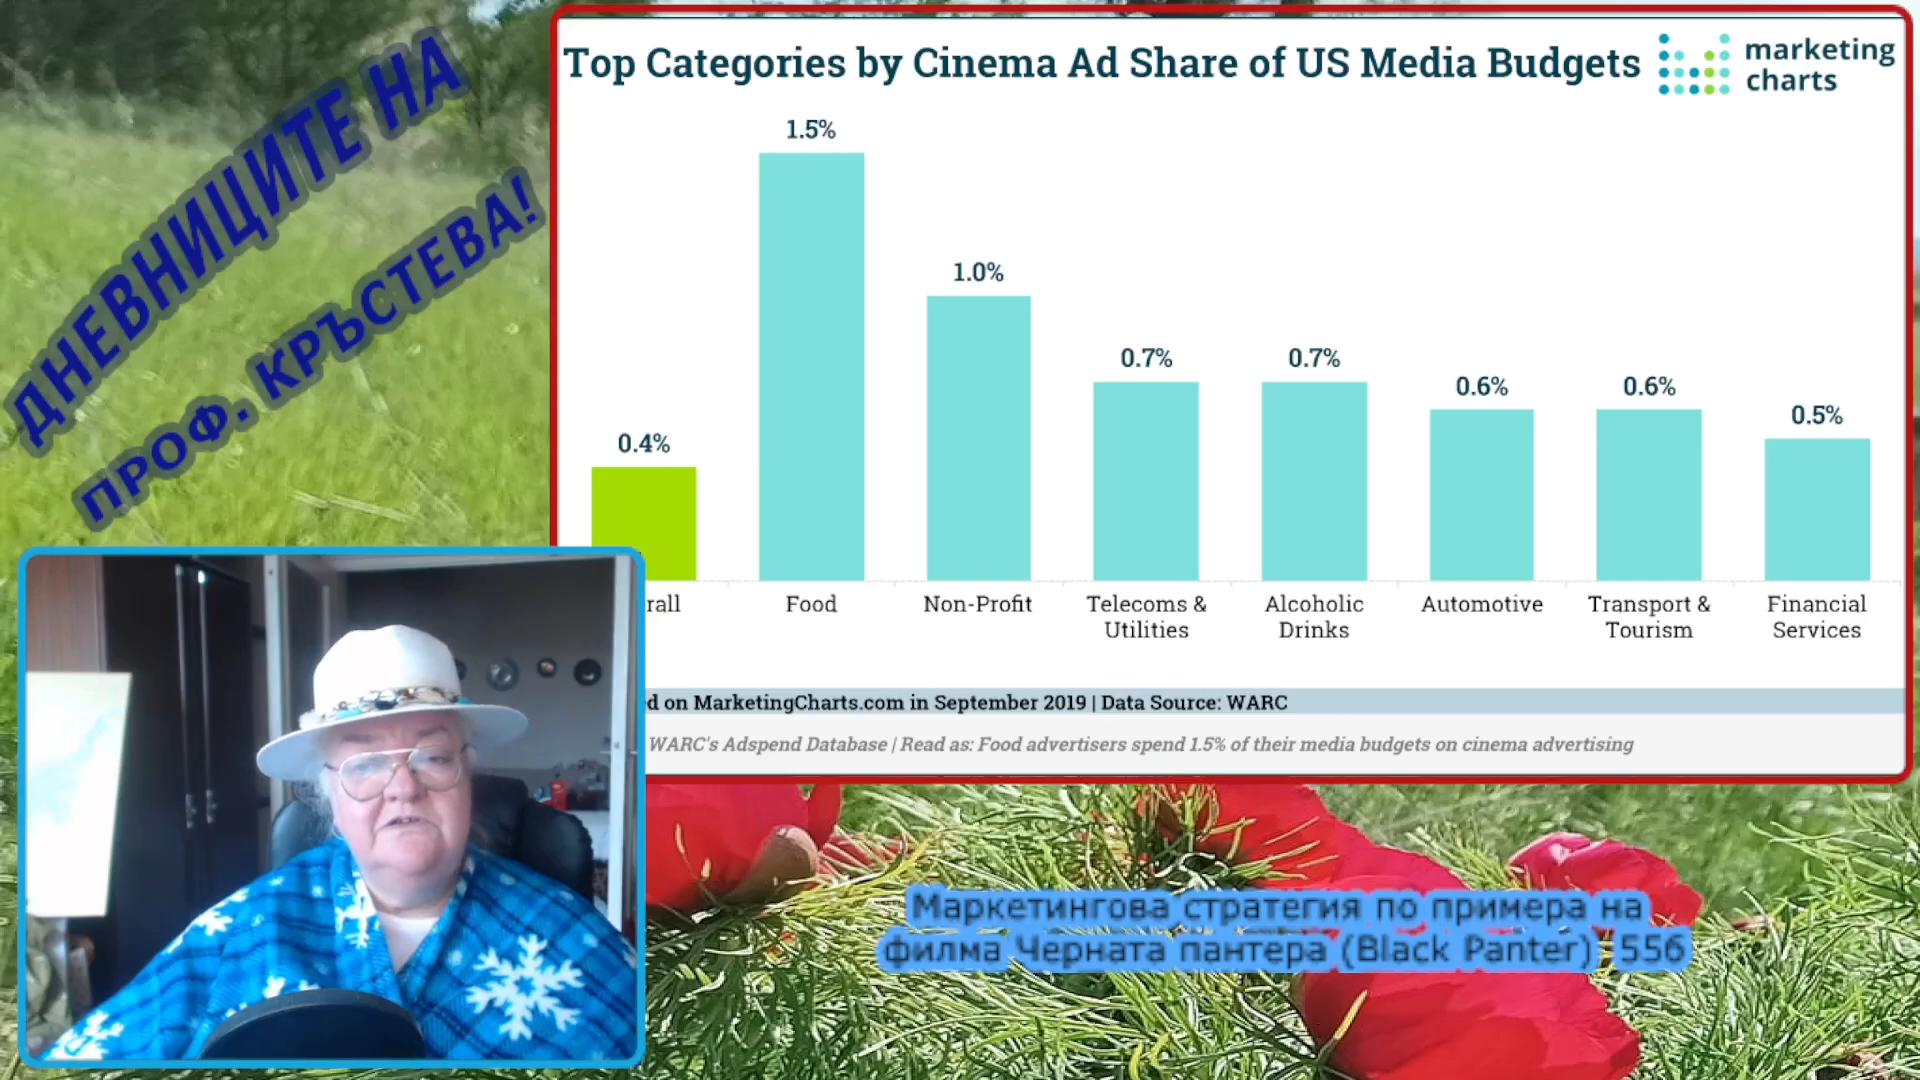 ДНЕВНИЦИТЕ НА
ПРОФ. КРЪСТЕВА!
Top Categories by Cinema Ad Share of US Media Budgets
marketing
charts
1.5%
1.0%
0.7%
0.7%
0.6%
0.6%
0.5%
0.4%
rall
Food
Non-Profit
Telecoms &
Utilities
Alcoholic
Drinks
Automotive
Transport &
Tourism
Financial
Services
d on MarketingCharts.com in September 2019 | Data Source: WARC
WARC's Adspend Database | Read as: Food advertisers spend 1.5% of their media budgets on cinema advertising
Маркетингова стратегия по примера на
филма Черната пантера (Black Panter) 556